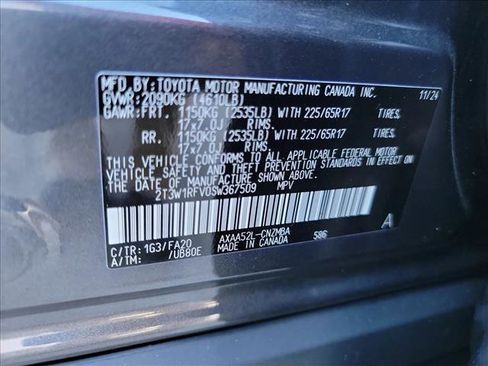 MFD. BY: TOYOTA MOTOR MANUFACTURING CANADA INC. 11/24
GVWR: 2090KG (4610LB)
GAWR: FRT. 1150KG (2535LB) WITH 225/65R17 TIRES,
17x7.0J RIMS.
RR. 1150KG (2535LB) WITH 225/65R17 TIRES,
17x7.0J RIMS.
THIS VEHICLE CONFORMS TO ALL APPLICABLE FEDERAL MOTOR
VEHICLE SAFETY AND THEFT PREVENTION STANDARDS IN EFFECT
ON THE DATE OF MANUFACTURE SHOWN ABOVE.
2T3W1RFV0SW367509 MPV
C/TR: 1G3/FA20 AXAA52L-CNZMBA 586 A
A/TM: /UB80E MADE IN CANADA